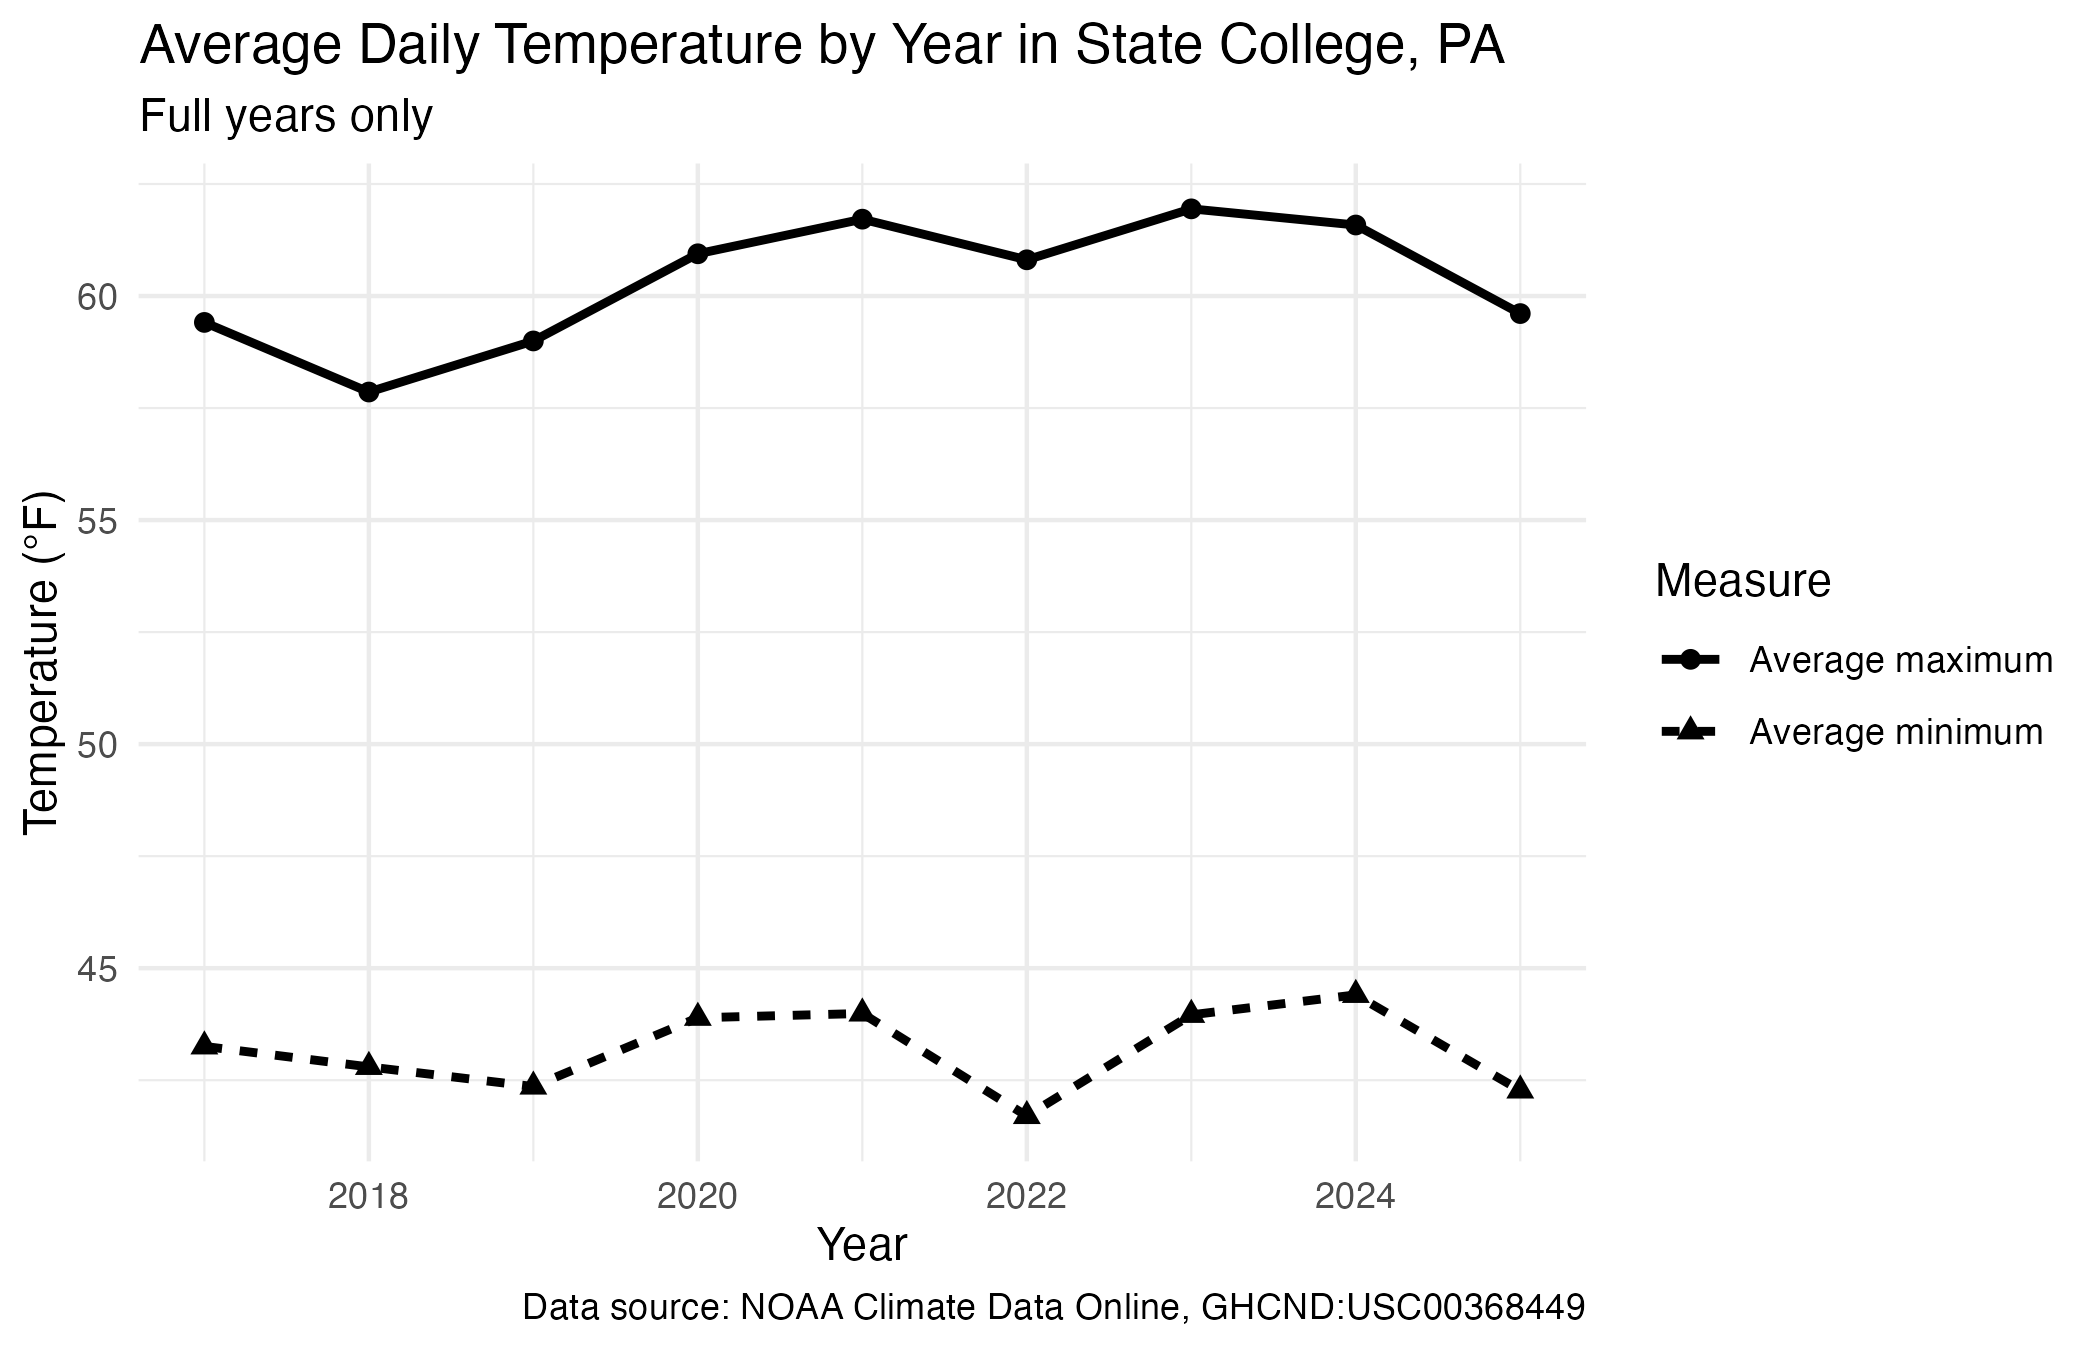 Average Daily Temperature by Year in State College, PA
Full years only
Temperature (°F)
60
55
50
45
2018
2020
2022
2024
Year
Measure
Average maximum
Average minimum
Data source: NOAA Climate Data Online, GHCND:USC00368449